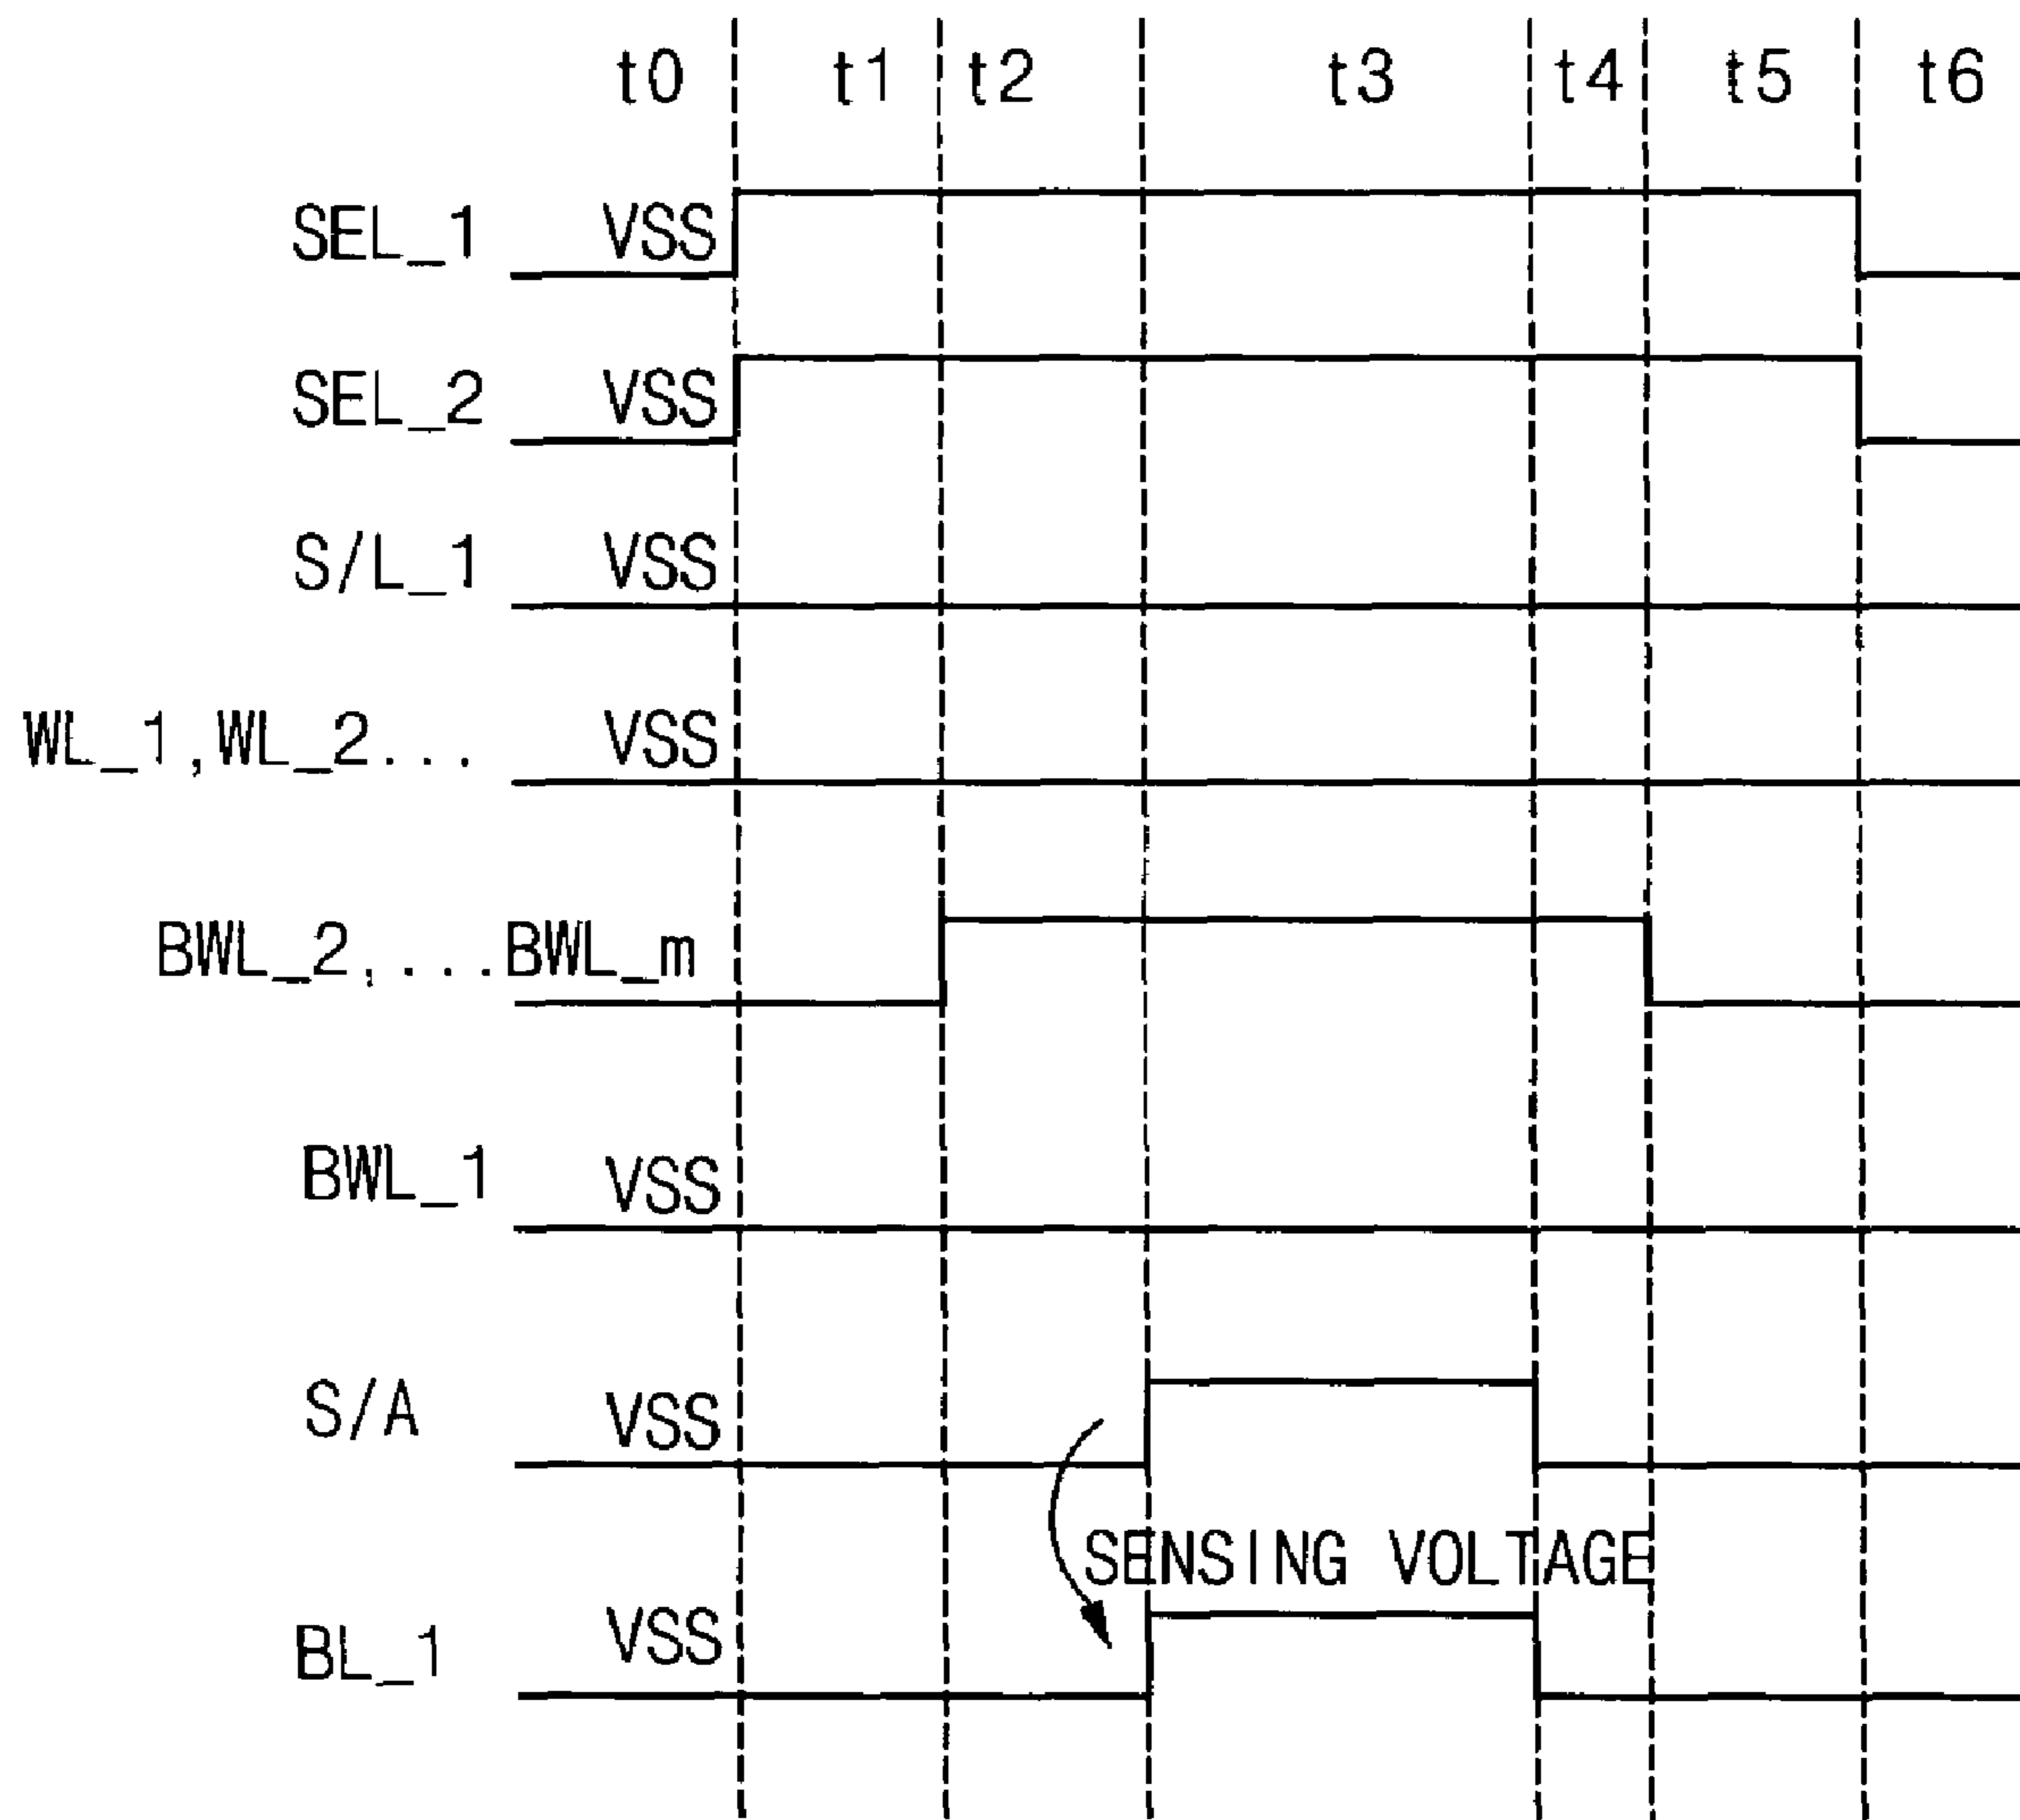 t0 t1 t2 t3 t4 t5 t6
SEL_1 VSS
SEL_2 VSS
S/L_1 VSS
WL_1,WL_2... VSS
BWL_2,...BWL_m
BWL_1 VSS
S/A VSS
SENSING VOLTAGE
BL_1 VSS